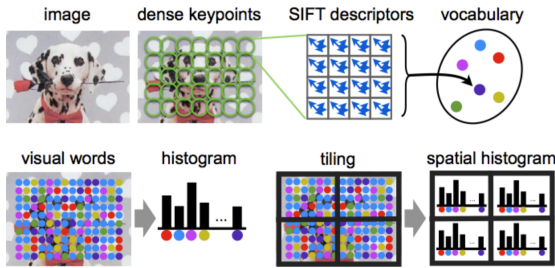 image
dense keypoints
SIFT descriptors
vocabulary
visual words
histogram
tiling
spatial histogram
...
...
...
...
...